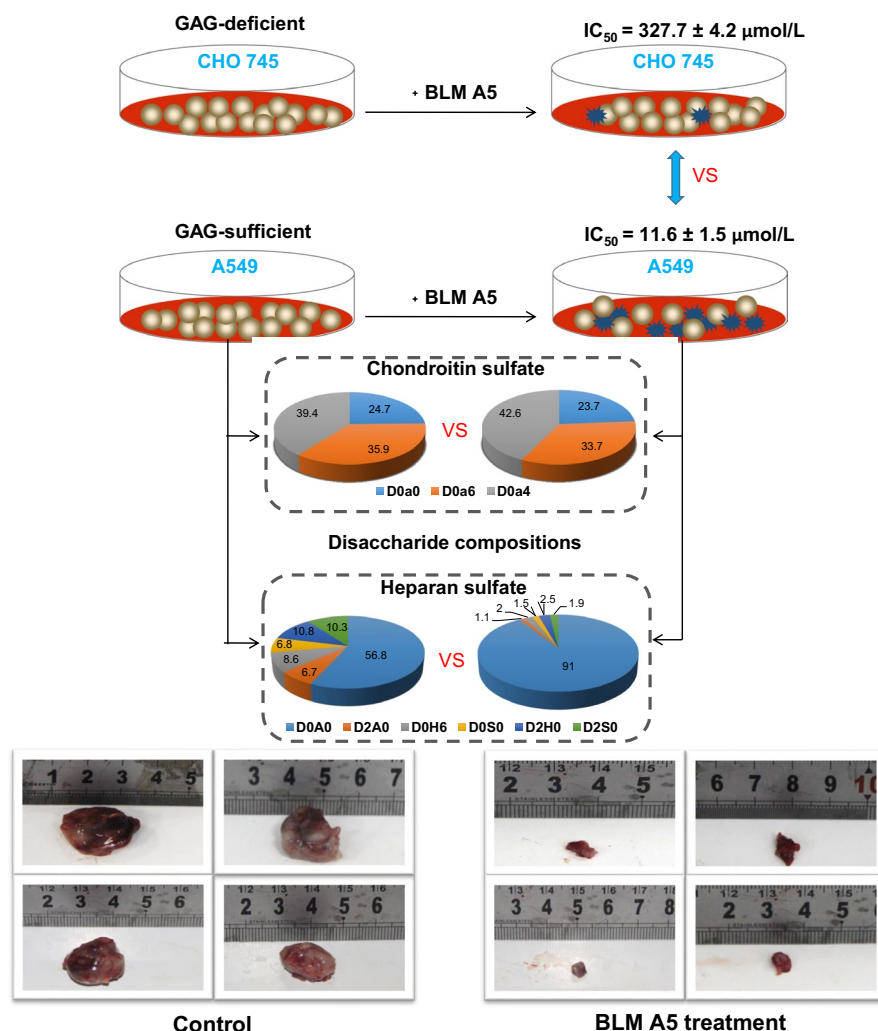 GAG-deficient
IC50 = 327.7 ± 4.2 μmol/L
CHO 745
+ BLM A5
CHO 745
VS
GAG-sufficient
IC50 = 11.6 ± 1.5 μmol/L
A549
+ BLM A5
A549
Chondroitin sulfate
39.4
24.7
35.9
VS
42.6
23.7
33.7
D0a0 D0a6 D0a4
Disaccharide compositions
Heparan sulfate
10.8
10.3
6.8
8.6
6.7
56.8
VS
1.1
2
1.5
2.5
1.9
91
D0A0 D2A0 D0H6 D0S0 D2H0 D2S0
1 2 3 4 5
3 4 5 6 7
2 3 4 5
6 7 8 9 10
2 3 4 5 6
2 3 4 5 6
3 4 5 6 7 8
2 3 4 5 6
Control
BLM A5 treatment